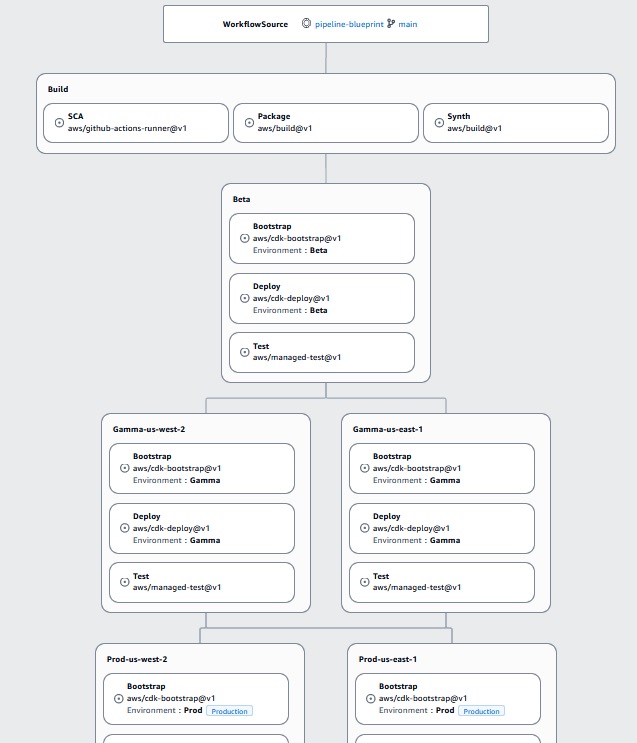 WorkflowSource pipeline-blueprint main
Build
SCA
aws/github-actions-runner@v1
Package
aws/build@v1
Synth
aws/build@v1
Beta
Bootstrap
aws/cdk-bootstrap@v1
Environment : Beta
Deploy
aws/cdk-deploy@v1
Environment : Beta
Test
aws/managed-test@v1
Gamma-us-west-2
Bootstrap
aws/cdk-bootstrap@v1
Environment : Gamma
Deploy
aws/cdk-deploy@v1
Environment : Gamma
Test
aws/managed-test@v1
Gamma-us-east-1
Bootstrap
aws/cdk-bootstrap@v1
Environment : Gamma
Deploy
aws/cdk-deploy@v1
Environment : Gamma
Test
aws/managed-test@v1
Prod-us-west-2
Bootstrap
aws/cdk-bootstrap@v1
Environment : Prod Production
Prod-us-east-1
Bootstrap
aws/cdk-bootstrap@v1
Environment : Prod Production